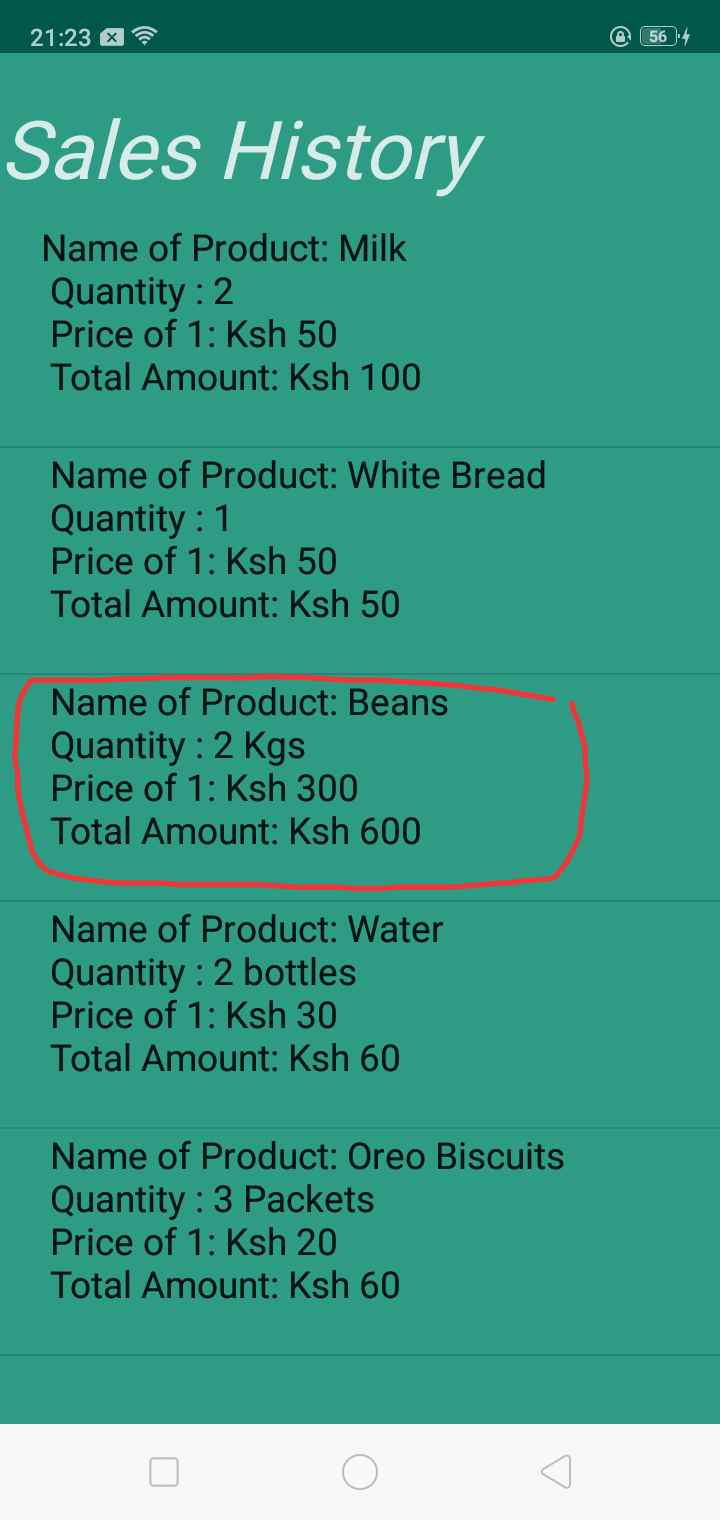 21:23
56
Sales History
Name of Product: Milk
Quantity : 2
Price of 1: Ksh 50
Total Amount: Ksh 100
Name of Product: White Bread
Quantity : 1
Price of 1: Ksh 50
Total Amount: Ksh 50
Name of Product: Beans
Quantity : 2 Kgs
Price of 1: Ksh 300
Total Amount: Ksh 600
Name of Product: Water
Quantity : 2 bottles
Price of 1: Ksh 30
Total Amount: Ksh 60
Name of Product: Oreo Biscuits
Quantity : 3 Packets
Price of 1: Ksh 20
Total Amount: Ksh 60